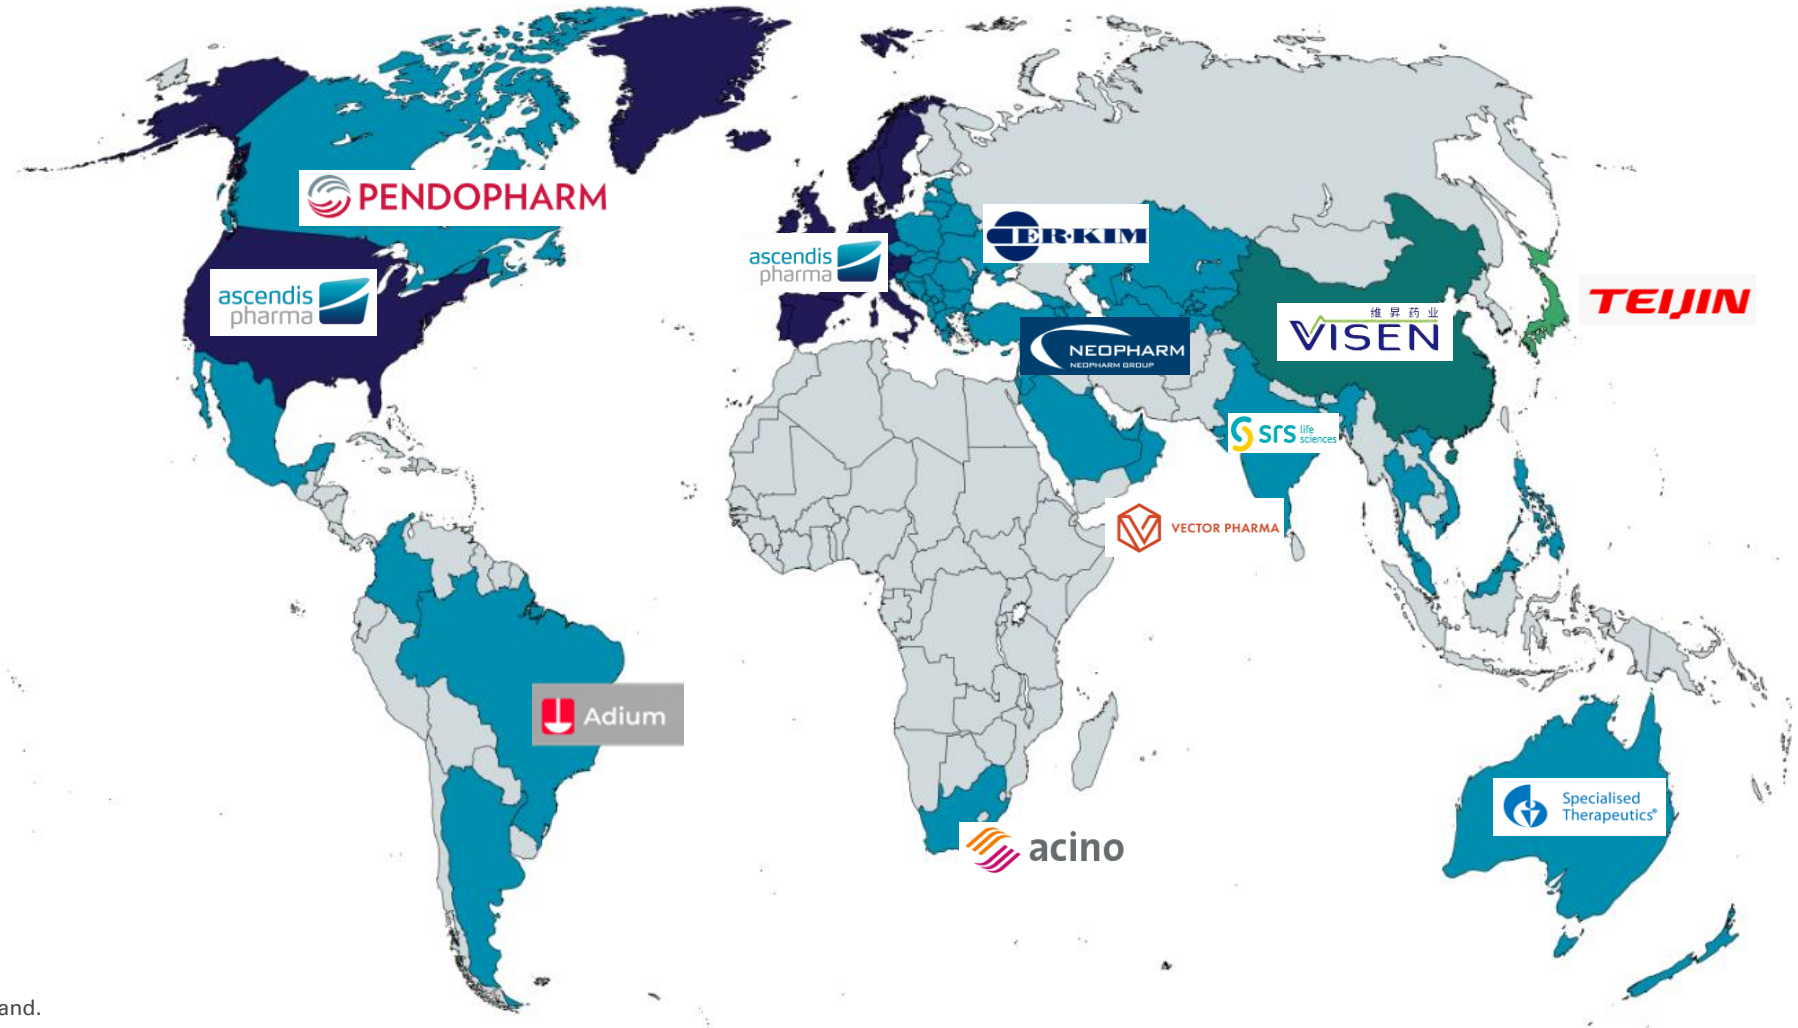 PENDOPHARM
ascendis
pharma
ascendis
pharma
TER·KIM
NEOPHARM
NEOPHARM GROUP
维昇药业
VISEN
TEIJIN
srs life
sciences
VECTOR PHARMA
Adium
acino
Specialised
Therapeutics®
and.